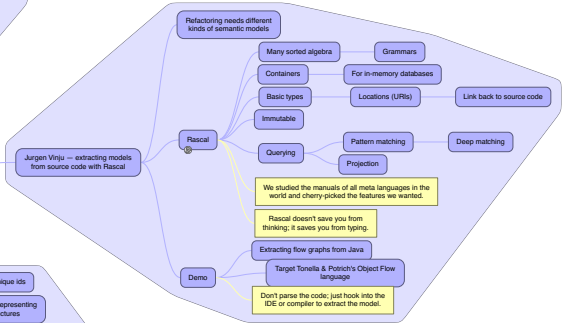 Refactoring needs different
kinds of semantic models
Many sorted algebra
Grammars
Containers
For in-memory databases
Basic types
Locations (URIs)
Link back to source code
Immutable
Rascal
Querying
Pattern matching
Deep matching
Projection
Jurgen Vinju — extracting models
from source code with Rascal
We studied the manuals of all meta languages in the
world and cherry-picked the features we wanted.
Rascal doesn't save you from
thinking; it saves you from typing.
Extracting flow graphs from Java
Demo
Target Tonella & Potrich's Object Flow
language
Don't parse the code; just hook into the
IDE or compiler to extract the model.
ids